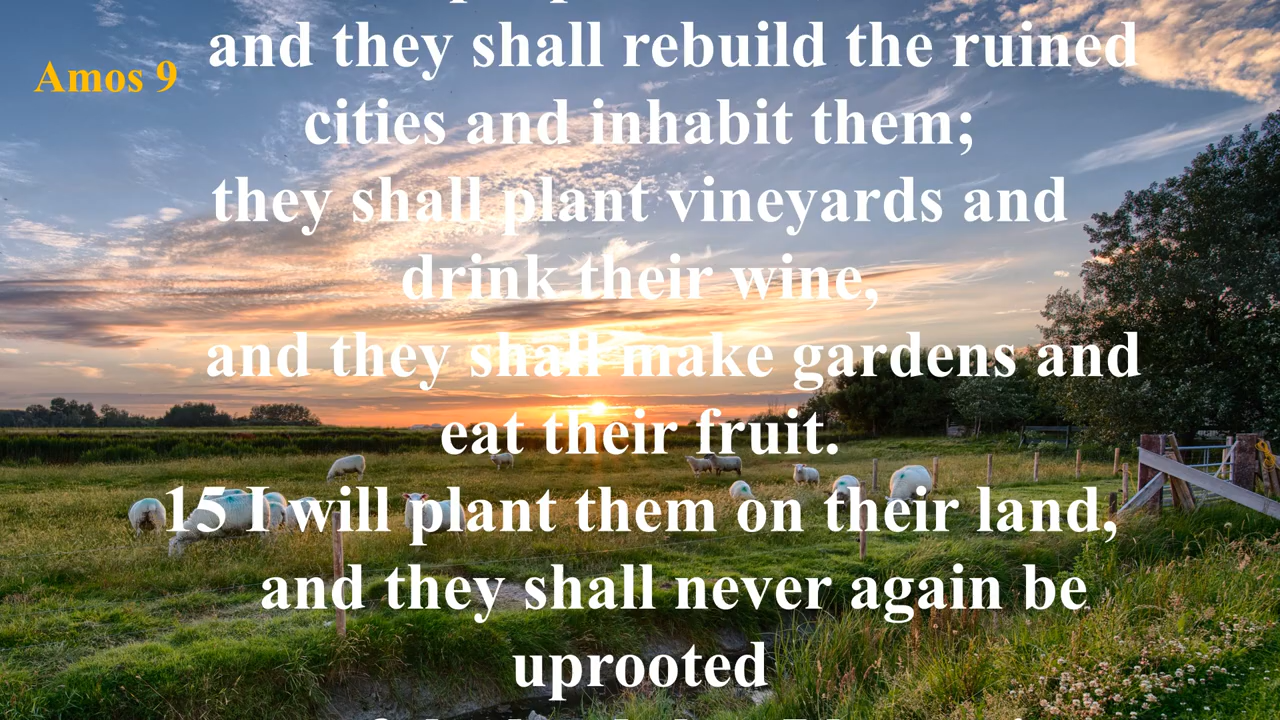 Amos 9
and they shall rebuild the ruined
cities and inhabit them;
they shall plant vineyards and
drink their wine,
and they shall make gardens and
eat their fruit.
15 I will plant them on their land,
and they shall never again be
uprooted